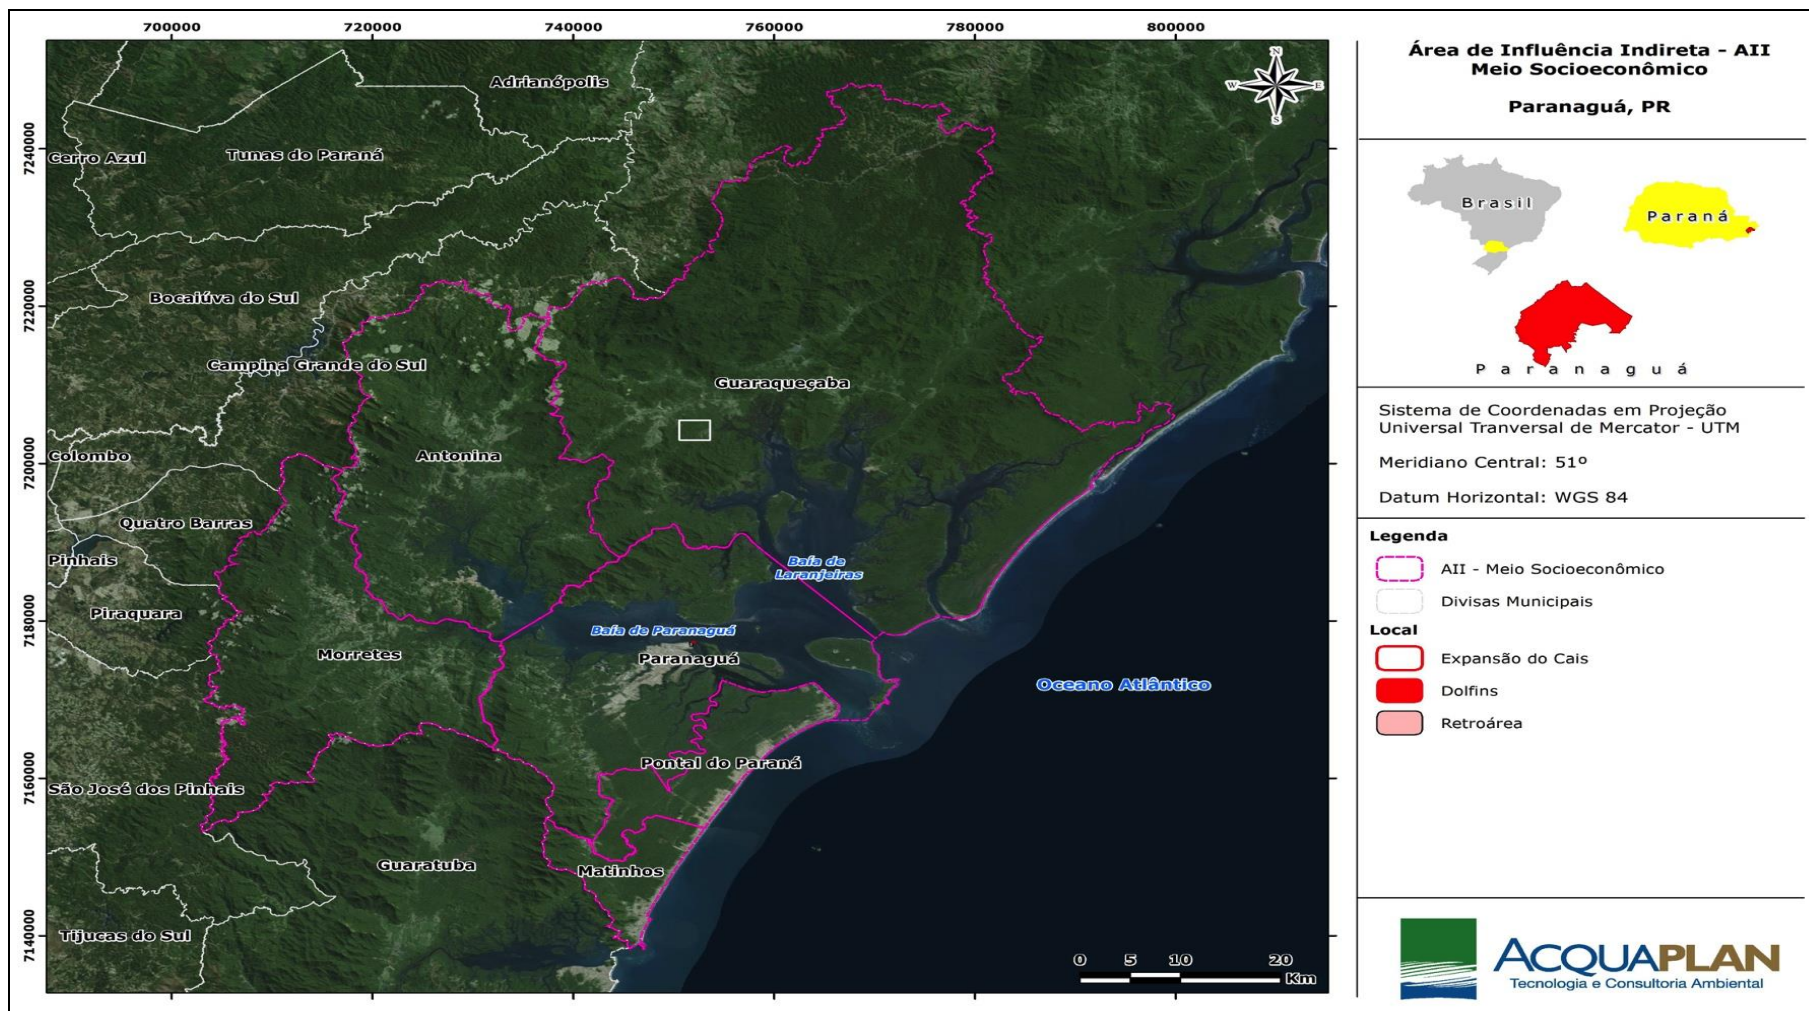 700000 720000 740000 760000 780000 800000
7240000
7220000
7200000
7180000
7160000
7140000
Adrianópolis
Cerro Azul
Tunas do Paraná
Bocaiúva do Sul
Campina Grande do Sul
Guaraqueçaba
Colombo
Antonina
Quatro Barras
Pinhais
Baía de
Laranjeiras
Piraquara
Baía de Paranaguá
Morretes
Paranaguá
Oceano Atlântico
Pontal do Paraná
São José dos Pinhais
Guaratuba
Matinhos
Tijucas do Sul
N
W E
S
0 5 10 20
Km
Área de Influência Indireta - AII
Meio Socioeconômico
Paranaguá, PR
Brasil
Paraná
Paranaguá
Sistema de Coordenadas em Projeção
Universal Tranversal de Mercator - UTM
Meridiano Central: 51º
Datum Horizontal: WGS 84
Legenda
AII - Meio Socioeconômico
Divisas Municipais
Local
Expansão do Cais
Dolfins
Retroárea
ACQUAPLAN
Tecnologia e Consultoria Ambiental